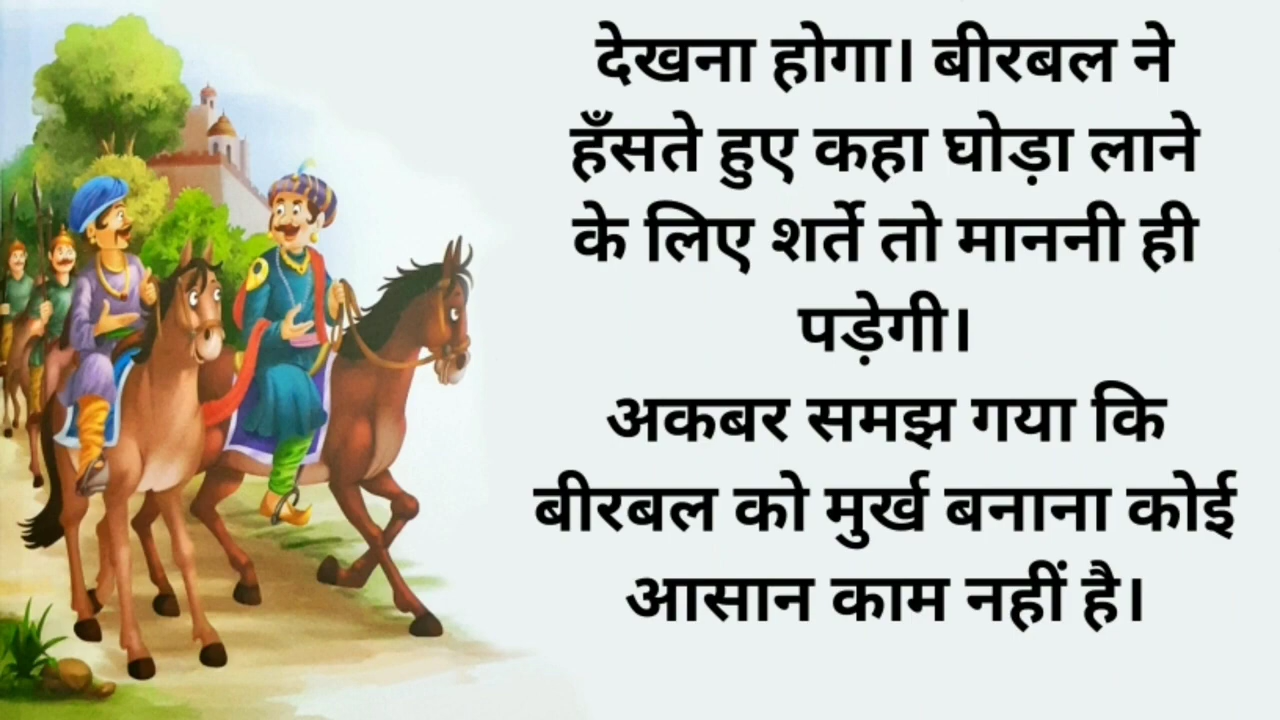 देखना होगा। बीरबल ने
हँसते हुए कहा घोड़ा लाने
के लिए शर्ते तो माननी ही
पड़ेगी।
अकबर समझ गया कि
बीरबल को मुर्ख बनाना कोई
आसान काम नहीं है।